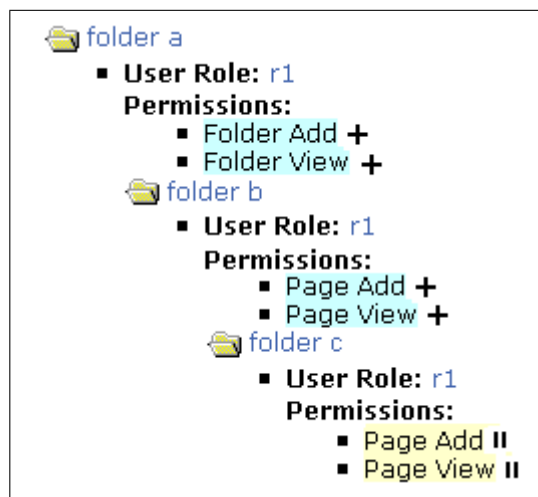 folder a
User Role: r1
Permissions:
Folder Add +
Folder View +
folder b
User Role: r1
Permissions:
Page Add +
Page View +
folder c
User Role: r1
Permissions:
Page Add II
Page View II